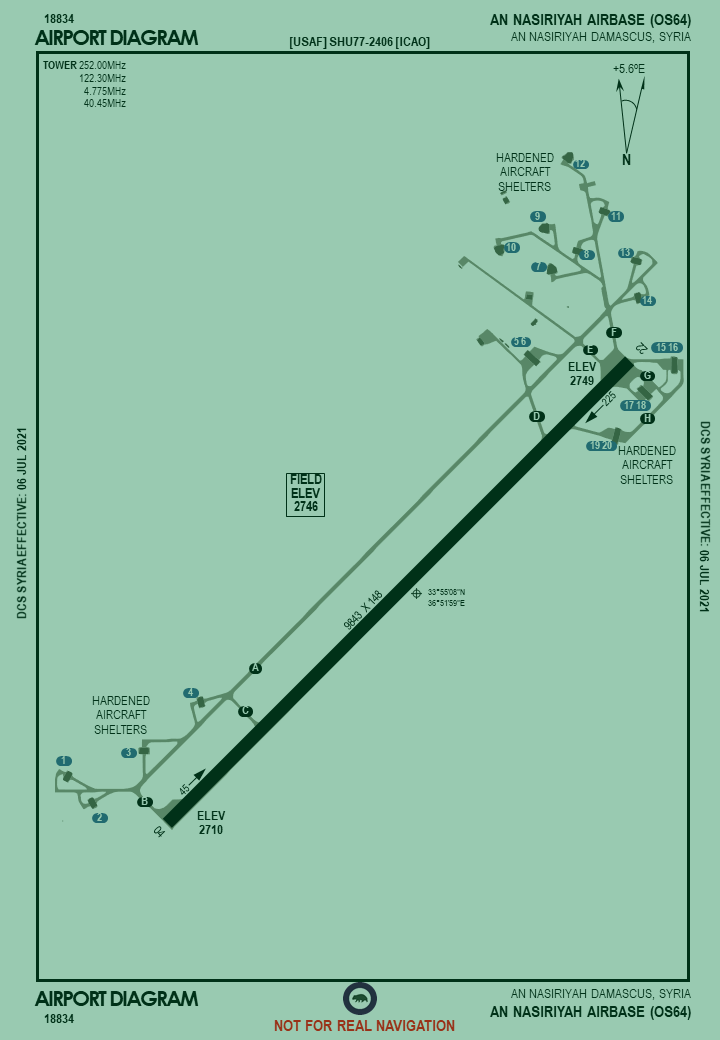 18834
AIRPORT DIAGRAM
[USAF] SHU77-2406 [ICAO]
AN NASIRIYAH AIRBASE (OS64)
AN NASIRIYAH DAMASCUS, SYRIA
TOWER 252.00MHz
122.30MHz
4.775MHz
40.45MHz
+5.6ºE
N
HARDENED
AIRCRAFT
SHELTERS
12
9
11
10
8
13
7
14
F
5 6
E
22
15 16
ELEV
2749
G
225
17 18
D
H
19 20
HARDENED
AIRCRAFT
SHELTERS
FIELD
ELEV
2746
DCS SYRIA EFFECTIVE: 06 JUL 2021
DCS SYRIA EFFECTIVE: 06 JUL 2021
9843 X 148
33°55'08"N
36°51'59"E
A
4
C
HARDENED
AIRCRAFT
SHELTERS
3
1
45
B
2
04
ELEV
2710
AIRPORT DIAGRAM
18834
NOT FOR REAL NAVIGATION
AN NASIRIYAH DAMASCUS, SYRIA
AN NASIRIYAH AIRBASE (OS64)